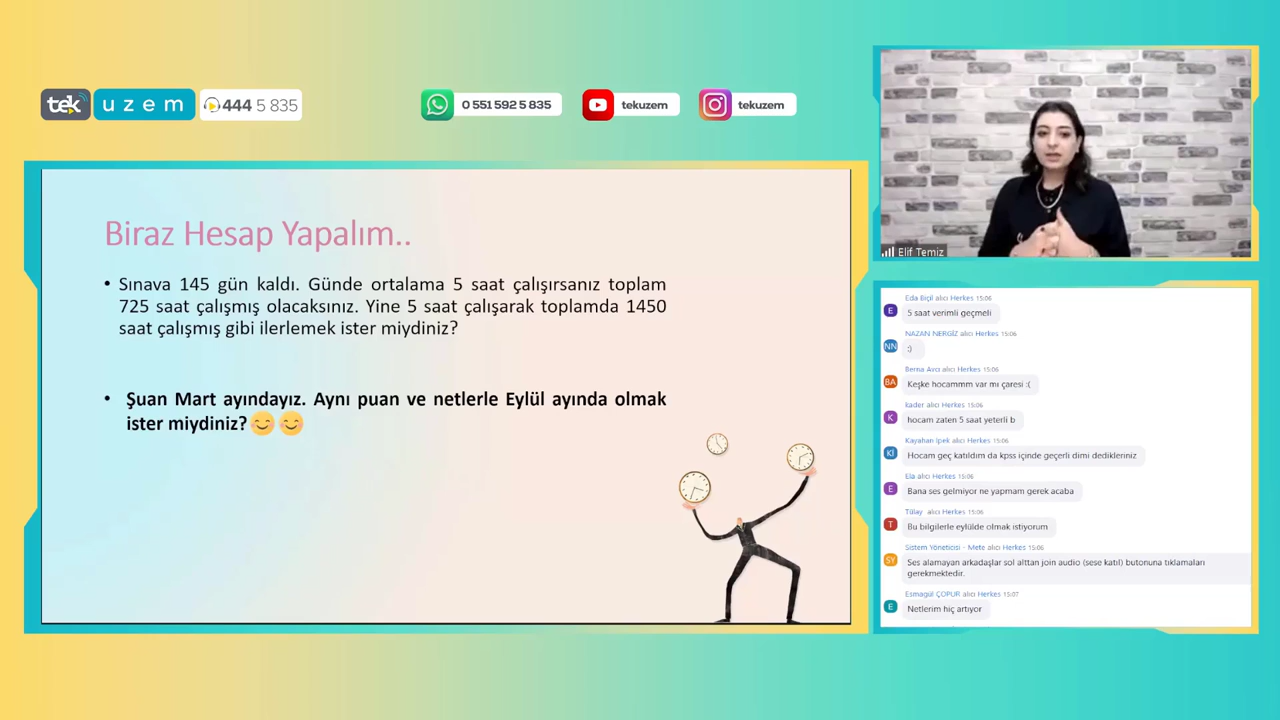 tek uzem 444 5 835
0 551 592 5 835
tekuzem
tekuzem
Biraz Hesap Yapalım..
• Sınava 145 gün kaldı. Günde ortalama 5 saat çalışırsanız toplam
725 saat çalışmış olacaksınız. Yine 5 saat çalışarak toplamda 1450
saat çalışmış gibi ilerlemek ister miydiniz?
• Şuan Mart ayındayız. Aynı puan ve netlerle Eylül ayında olmak
ister miydiniz?😊 😊
Elif Temiz
Eda Biçil alıcı Herkes 15:06
E 5 saat verimli geçmeli
NAZAN NERGİZ alıcı Herkes 15:06
NN :)
Berna Avcı alıcı Herkes 15:06
BA Keşke hocammm var mı çaresi :(
kader alıcı Herkes 15:06
K hocam zaten 5 saat yeterli b
Kayahan İpek alıcı Herkes 15:06
Kİ Hocam geç katıldım da kpss içinde geçerli dimi dedikleriniz
Ela alıcı Herkes 15:06
E Bana ses gelmiyor ne yapmam gerek acaba
Tülay alıcı Herkes 15:06
T Bu bilgilerle eylülde olmak istiyorum
Sistem Yöneticisi - Mete alıcı Herkes 15:06
SY Ses alamayan arkadaşlar sol alttan join audio (sese katıl) butonuna tıklamaları
gerekmektedir.
Esmagül ÇOPUR alıcı Herkes 15:07
E Netlerim hiç artıyor